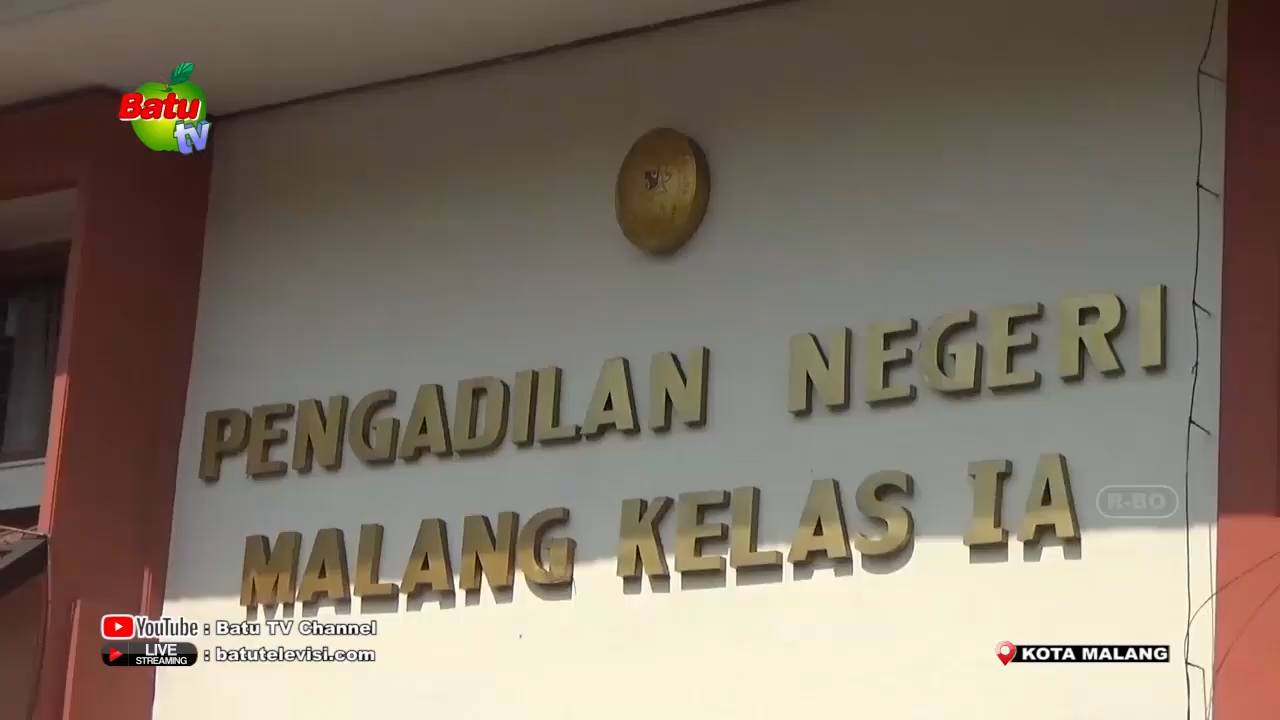 Batu
tv
PENGADILAN NEGERI
MALANG KELAS IA
R-BO
YouTube : Batu TV Channel
LIVE STREAMING : batutelevisi.com
KOTA MALANG